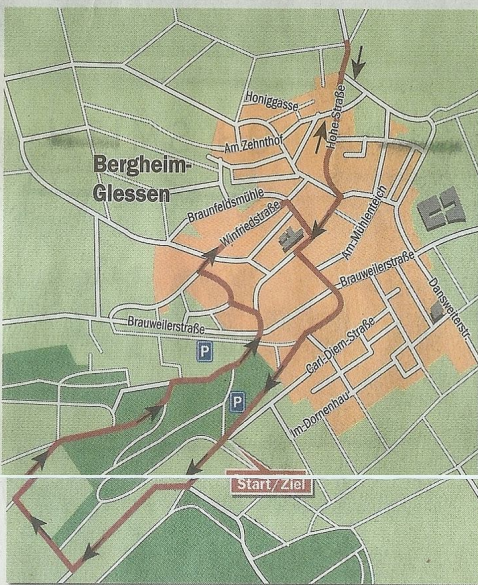 Honiggasse
Hohe Straße
Am Zehnthof
Bergheim-
Glessen
Braunfeldsmühle
Winfriedstraße
Am Mühlenteich
Brauweilerstraße
Dansweilerstr.
Brauweilerstraße
P
Carl-Diem-Straße
P
Im-Dornenhau
Start/Ziel